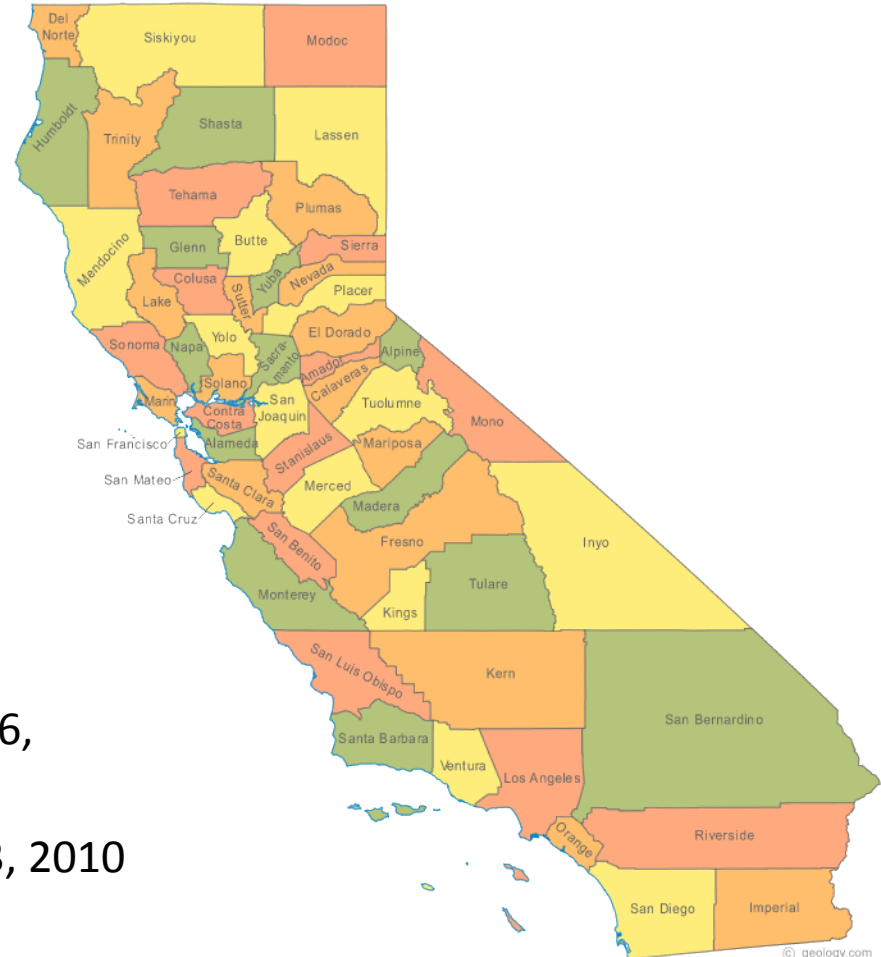 Del
Norte
Siskiyou
Modoc
Humboldt
Trinity
Shasta
Lassen
Tehama
Plumas
Mendocino
Glenn
Butte
Sierra
Colusa
Yuba
Nevada
Lake
Sutter
Placer
Sonoma
Napa
Yolo
El Dorado
Sacra-
mento
Alpine
Amador
Solano
Calaveras
Marin
San
Joaquin
Tuolumne
Mono
Contra
Costa
San Francisco
Alameda
Stanislaus
Mariposa
San Mateo
Santa Clara
Merced
Madera
Santa Cruz
San Benito
Fresno
Inyo
Monterey
Kings
Tulare
San Luis Obispo
Kern
6,
San Bernardino
Santa Barbara
Ventura
Los Angeles
Orange
Riverside
, 2010
San Diego
Imperial
(c) geology.com